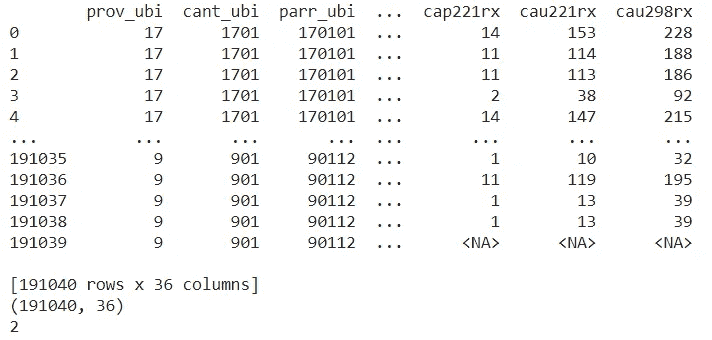 prov_ubi cant_ubi parr_ubi ... cap221rx cau221rx cau298rx
0 17 1701 170101 ... 14 153 228
1 17 1701 170101 ... 11 114 188
2 17 1701 170101 ... 11 113 186
3 17 1701 170101 ... 2 38 92
4 17 1701 170101 ... 14 147 215
... ... ... ... ... ... ... ...
191035 9 901 90112 ... 1 10 32
191036 9 901 90112 ... 11 119 195
191037 9 901 90112 ... 1 13 39
191038 9 901 90112 ... 1 13 39
191039 9 901 90112 ... <NA> <NA> <NA>
[191040 rows x 36 columns]
(191040, 36)
2